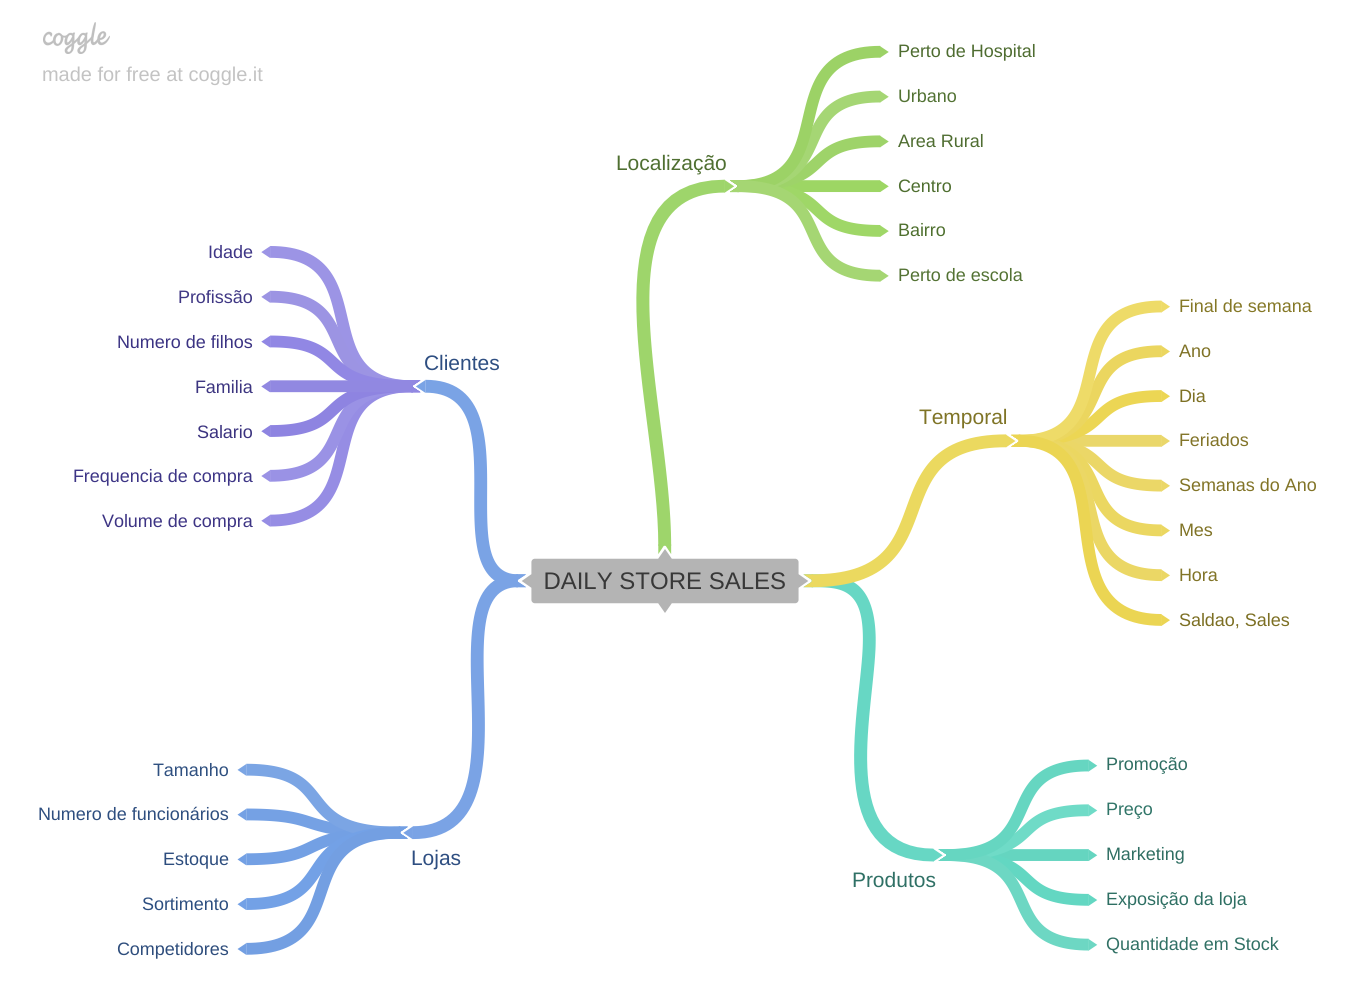 coggle
made for free at coggle.it
Localização
Perto de Hospital
Urbano
Area Rural
Centro
Bairro
Perto de escola
Clientes
Idade
Profissão
Numero de filhos
Familia
Salario
Frequencia de compra
Volume de compra
Temporal
Final de semana
Ano
Dia
Feriados
Semanas do Ano
Mes
Hora
Saldao, Sales
DAILY STORE SALES
Lojas
Tamanho
Numero de funcionários
Estoque
Sortimento
Competidores
Produtos
Promoção
Preço
Marketing
Exposição da loja
Quantidade em Stock